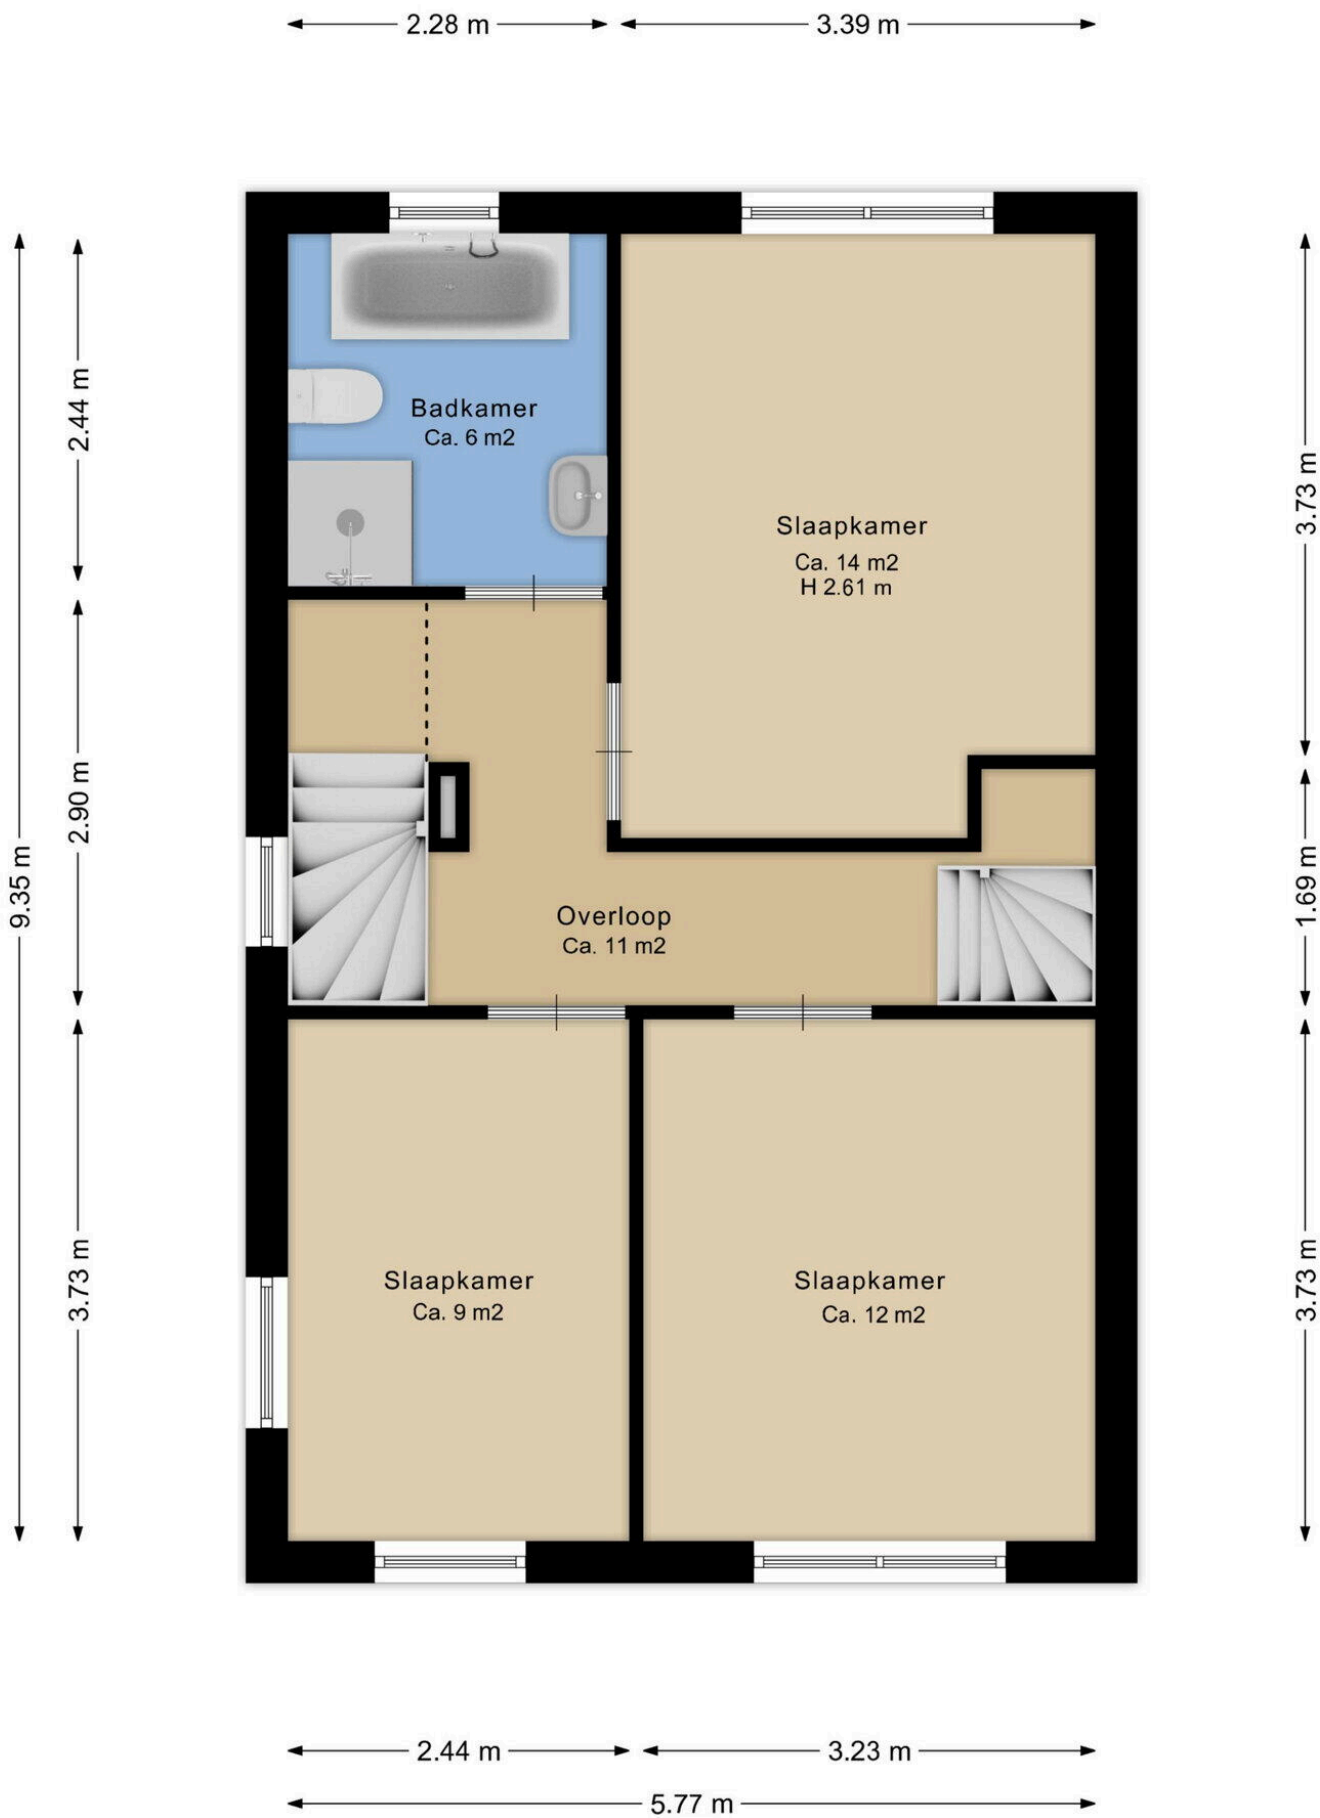 2.28 m
3.39 m
2.44 m
Badkamer
Ca. 6 m2
3.73 m
Slaapkamer
Ca. 14 m2
H 2.61 m
2.90 m
9.35 m
1.69 m
Overloop
Ca. 11 m2
3.73 m
Slaapkamer
Ca. 9 m2
Slaapkamer
Ca. 12 m2
3.73 m
2.44 m
3.23 m
5.77 m